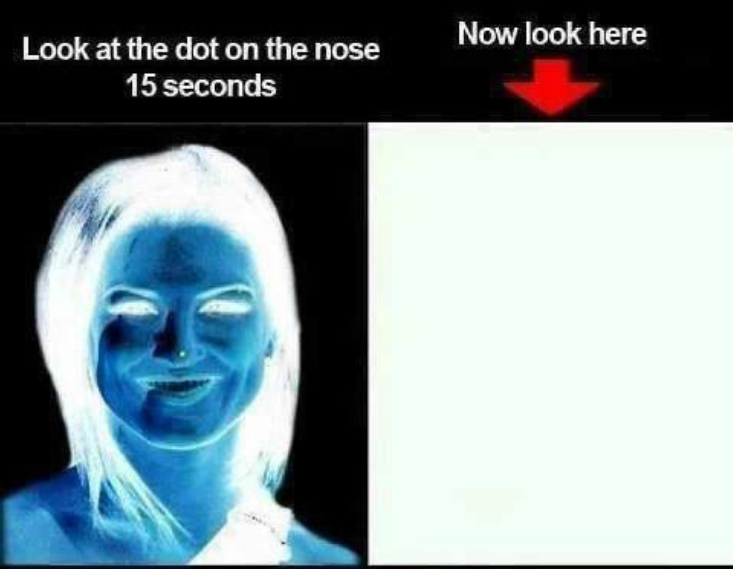 Look at the dot on the nose
15 seconds
Now look here